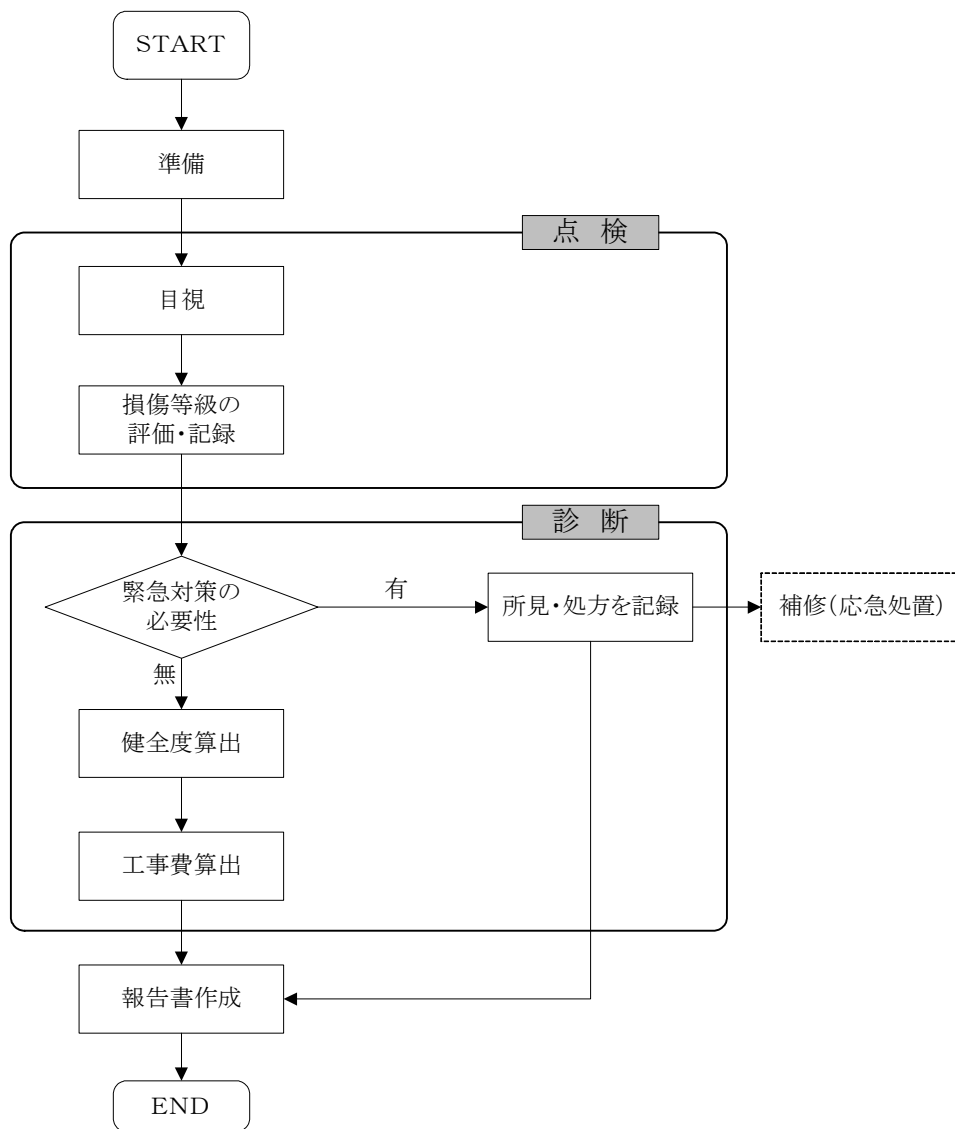 START
準備
点 検
目視
損傷等級の
評価・記録
診 断
緊急対策の
必要性
有
所見・処方を記録
補修(応急処置)
無
健全度算出
工事費算出
報告書作成
END